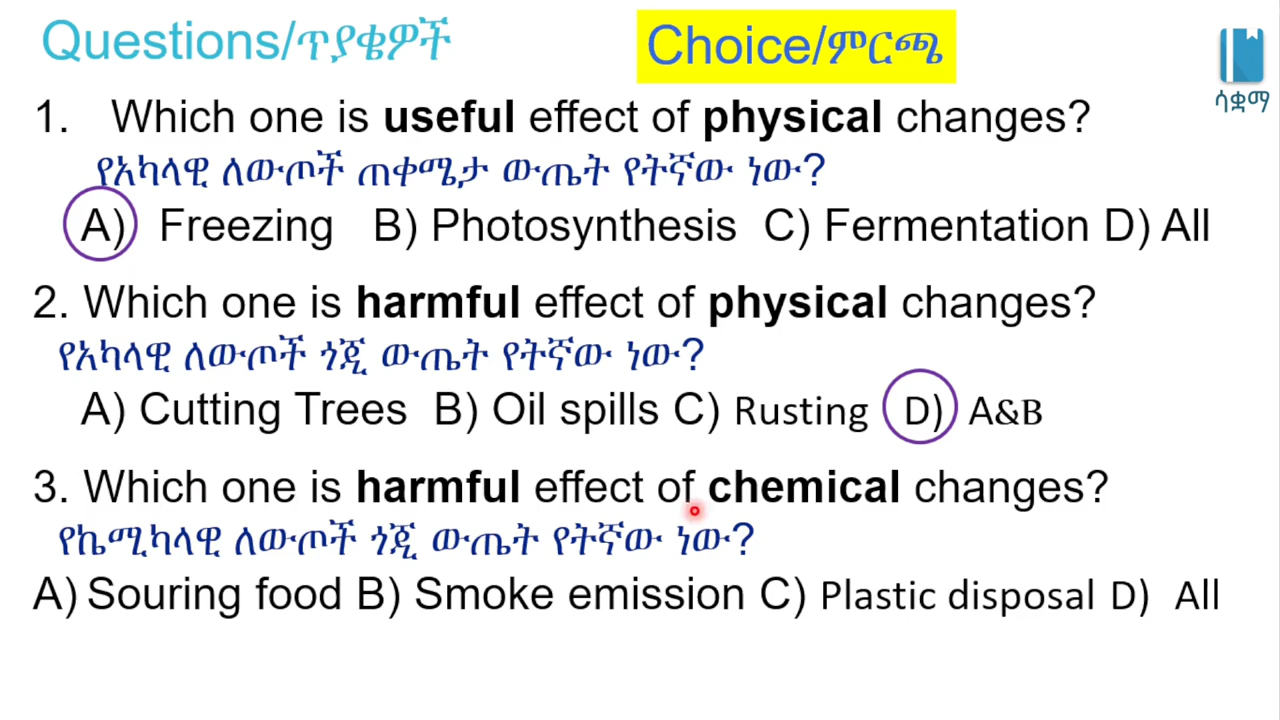 Questions/ጥያቄዎች
Choice/ምርጫ
ሳቋማ
1. Which one is useful effect of physical changes?
የአካላዊ ለውጦች ጠቀሜታ ውጤት የትኛው ነው?
A) Freezing B) Photosynthesis C) Fermentation D) All
2. Which one is harmful effect of physical changes?
የአካላዊ ለውጦች ጎጂ ውጤት የትኛው ነው?
A) Cutting Trees B) Oil spills C) Rusting D) A&B
3. Which one is harmful effect of chemical changes?
የኬሚካላዊ ለውጦች ጎጂ ውጤት የትኛው ነው?
A) Souring food B) Smoke emission C) Plastic disposal D) All